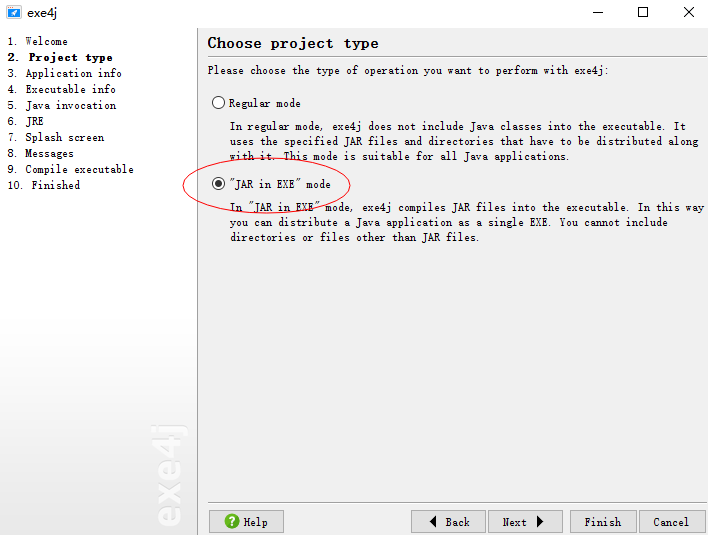 exe4j
1. Welcome
2. Project type
3. Application info
4. Executable info
5. Java invocation
6. JRE
7. Splash screen
8. Messages
9. Compile executable
10. Finished
exe4j
Choose project type
Please choose the type of operation you want to perform with exe4j:
Regular mode
In regular mode, exe4j does not include Java classes into the executable. It
uses the specified JAR files and directories that have to be distributed along
with it. This mode is suitable for all Java applications.
"JAR in EXE" mode
In "JAR in EXE" mode, exe4j compiles JAR files into the executable. In this way
you can distribute a Java application as a single EXE. You cannot include
directories or files other than JAR files.
? Help
Back
Next
Finish
Cancel